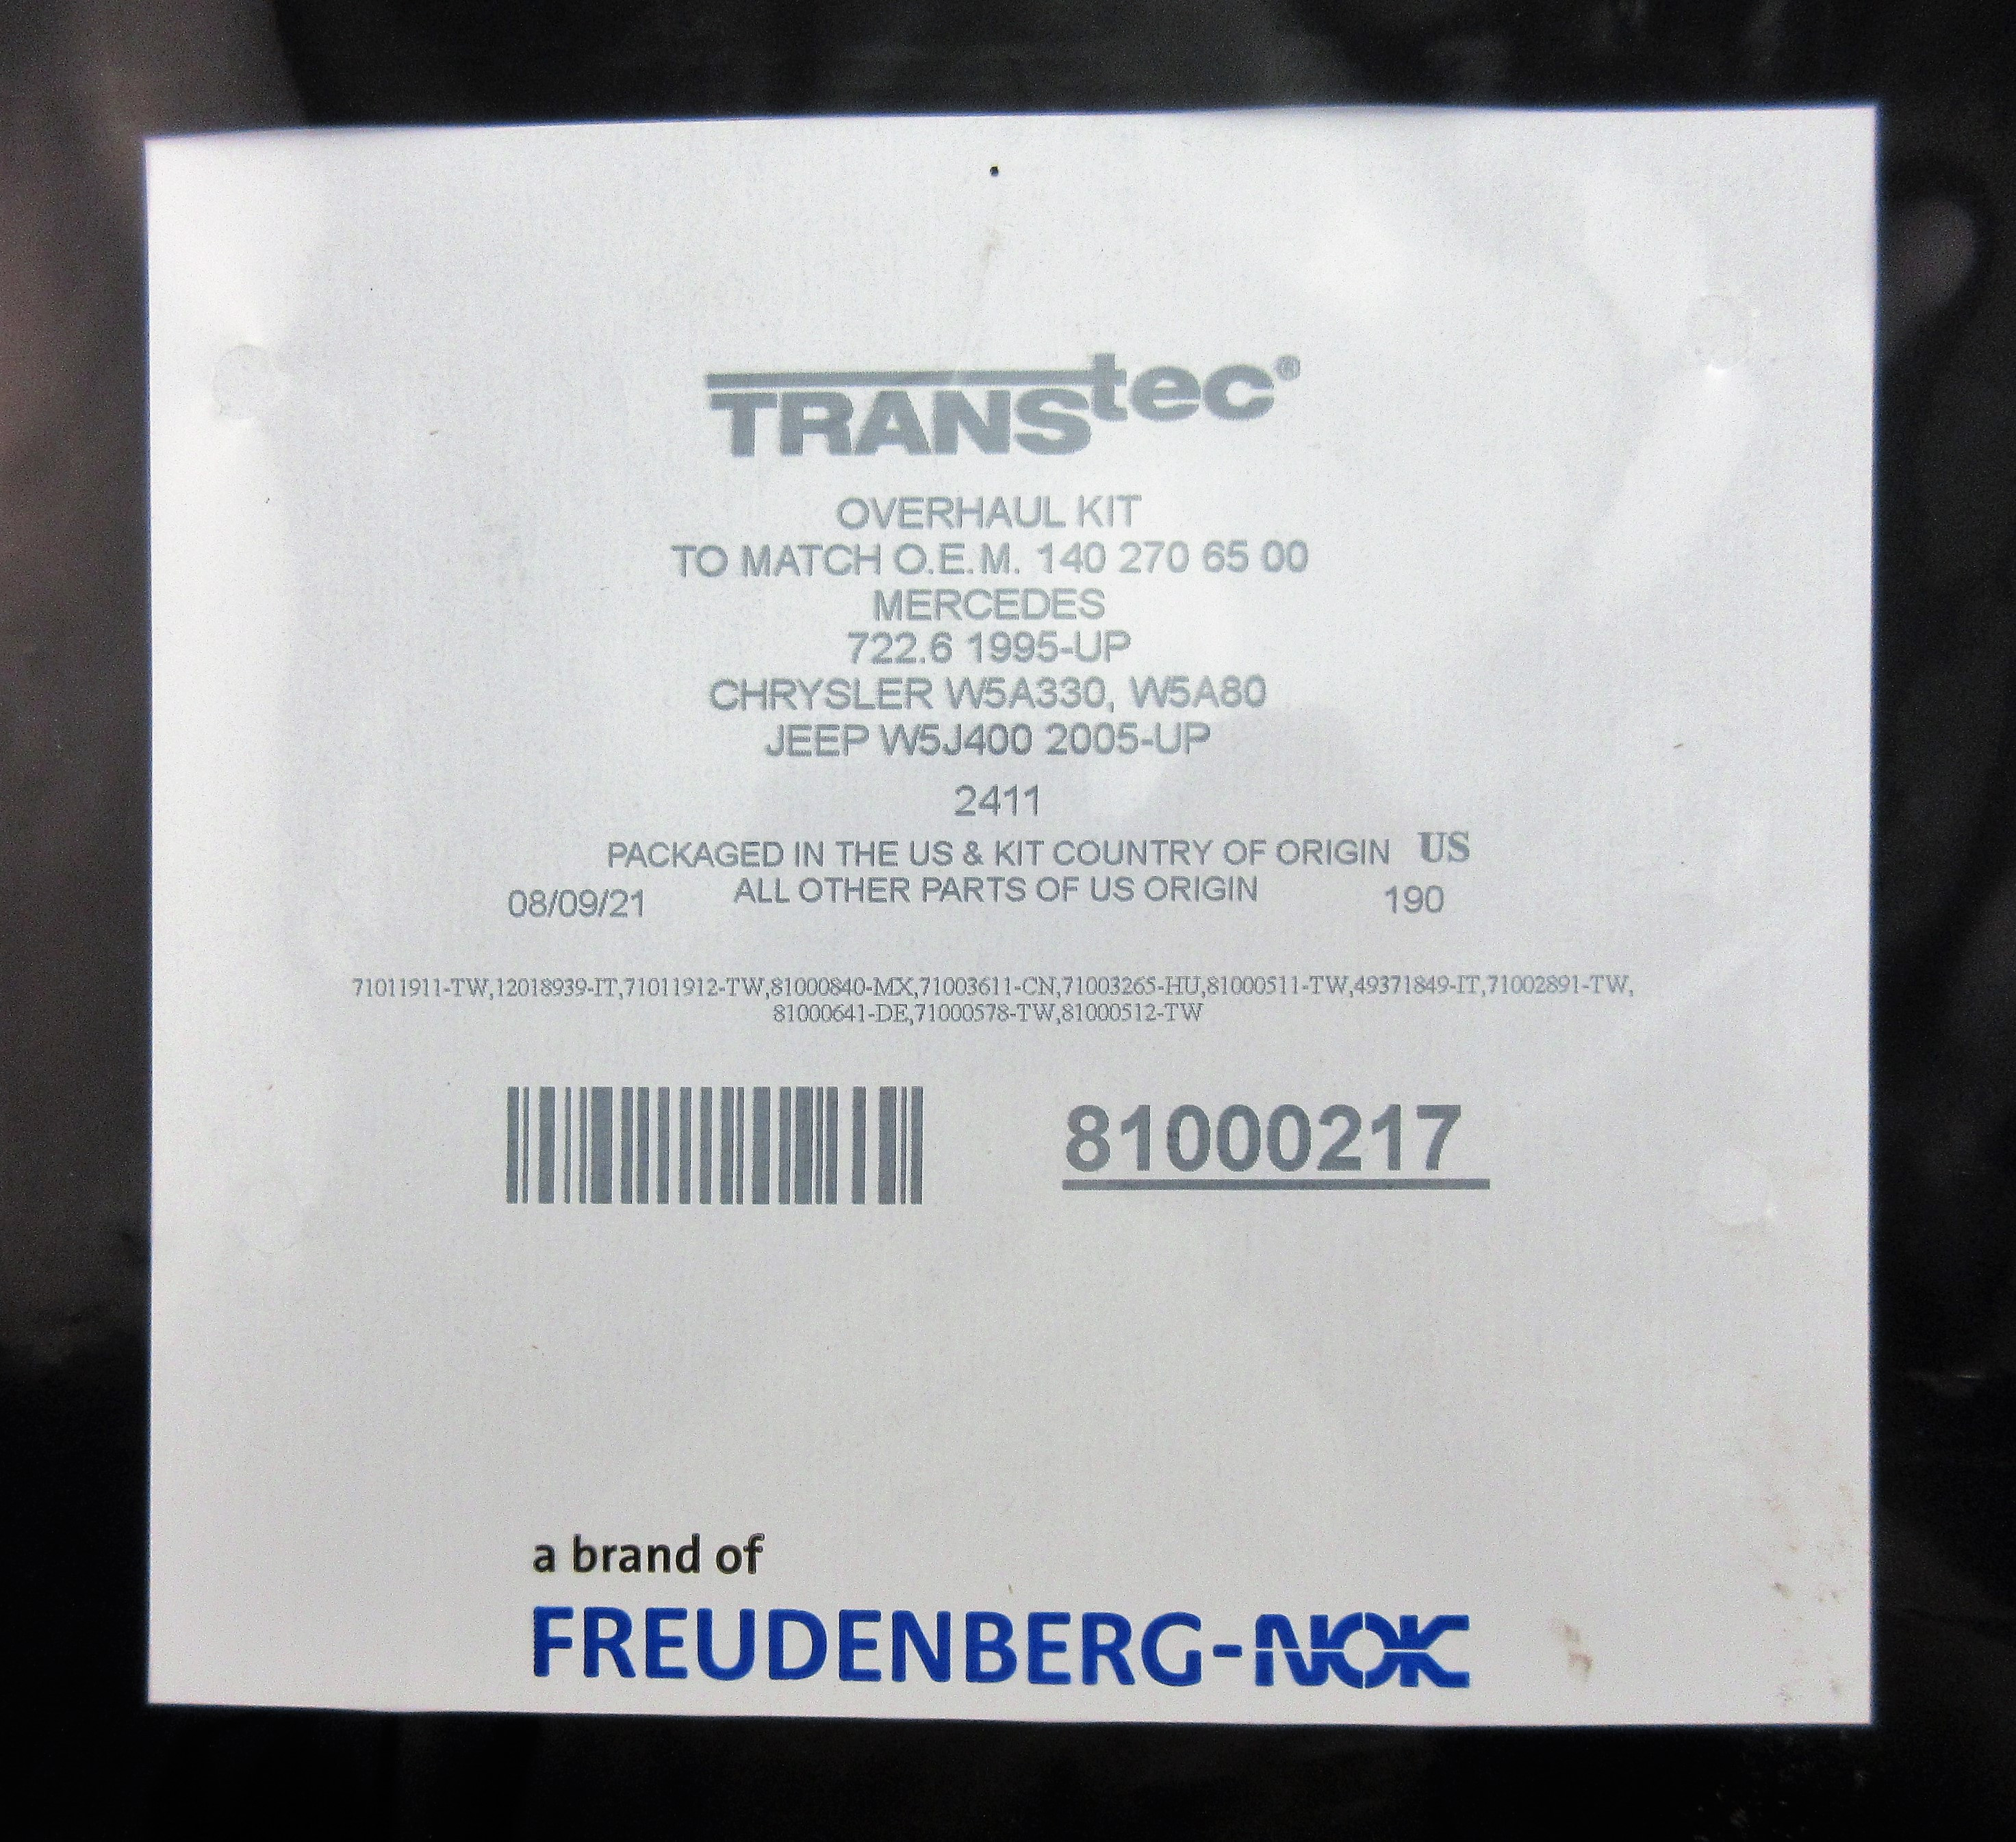 TRANStec®
OVERHAUL KIT
TO MATCH O.E.M. 140 270 65 00
MERCEDES
722.6 1995-UP
CHRYSLER W5A330, W5A80
JEEP W5J400 2005-UP
2411
PACKAGED IN THE US & KIT COUNTRY OF ORIGIN US
ALL OTHER PARTS OF US ORIGIN
08/09/21 190
71011911-TW,12018939-IT,71011912-TW,81000840-MX,71003611-CN,71003265-HU,81000511-TW,49371849-IT,71002891-TW,
81000641-DE,71000578-TW,81000512-TW
81000217
a brand of
FREUDENBERG-NOK